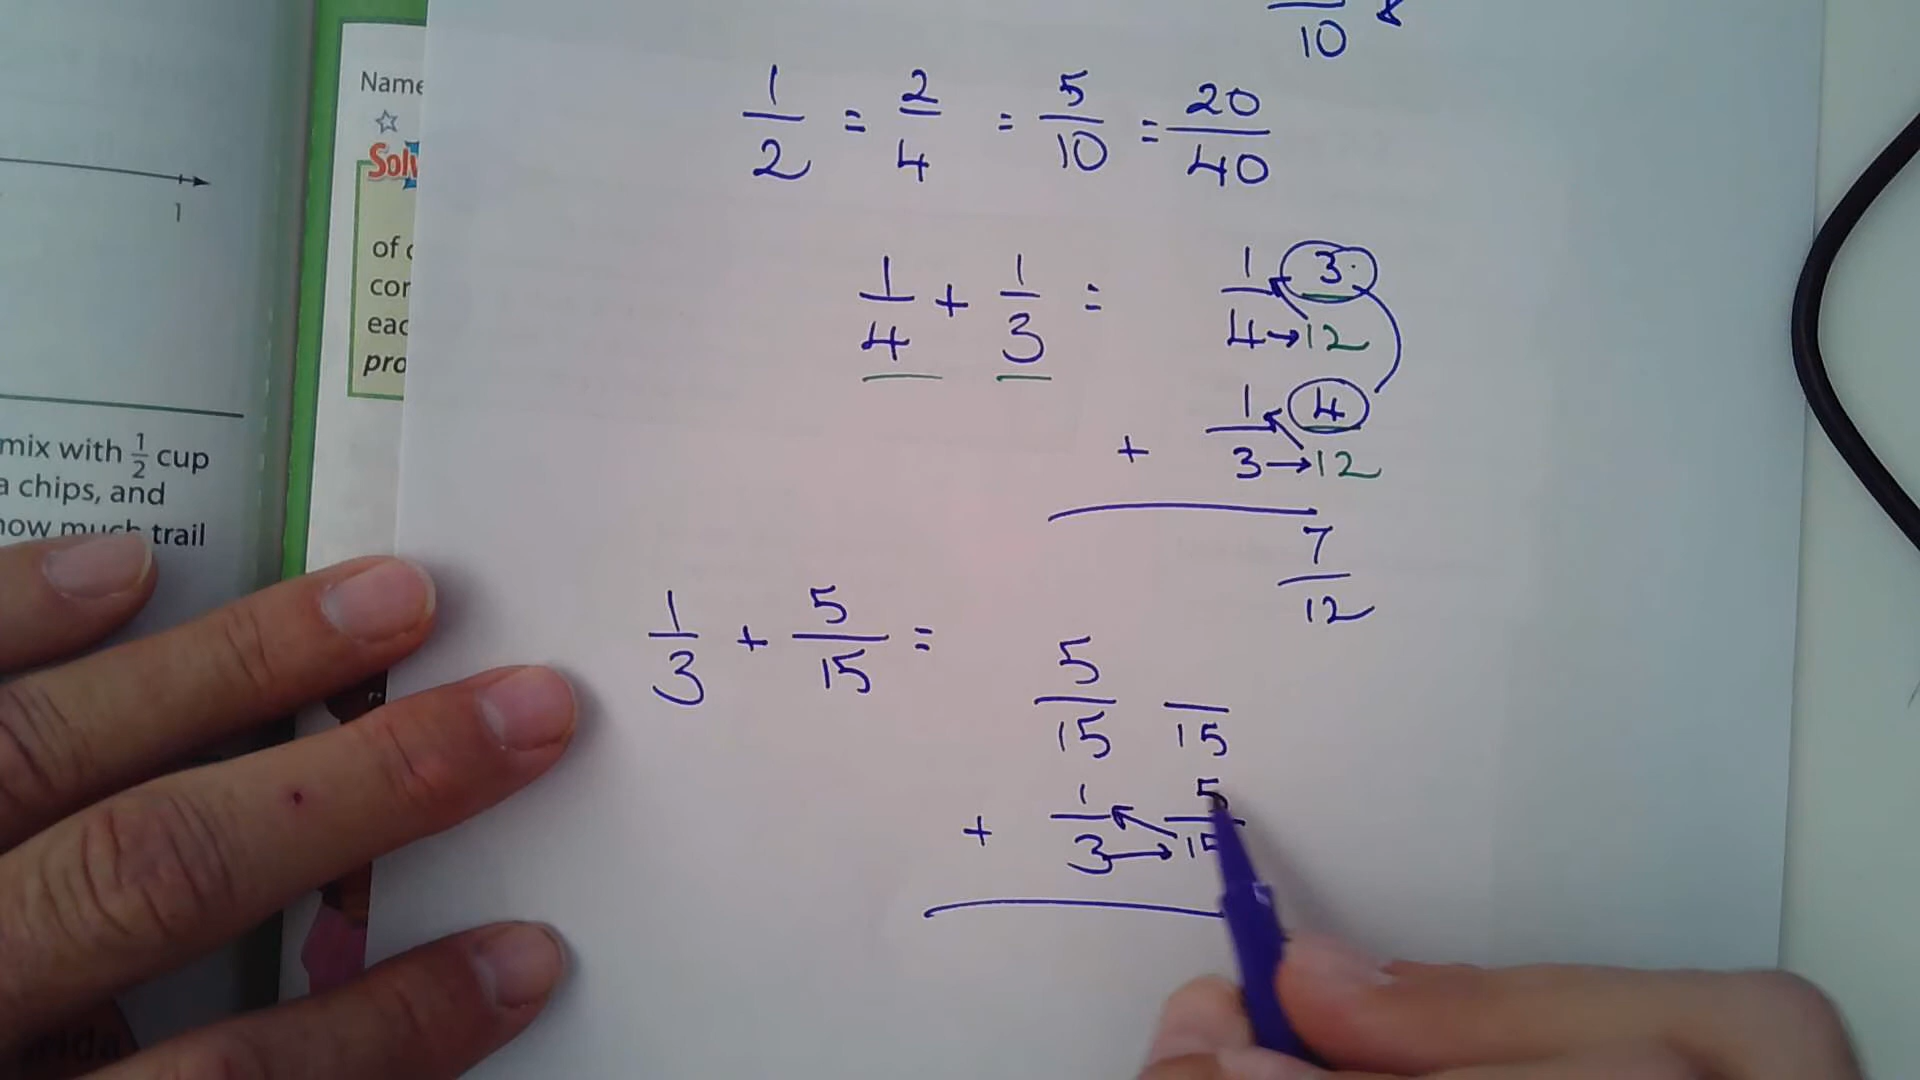 10
1/2 = 2/4 = 5/10 = 20/40
1/4 + 1/3 =
1 3
4→12
1 4
+ 3→12
7/12
1/3 + 5/15 =
5
15 15
1 5
+ 3→15
Name
Solv
of
cor
eac
pro
1
mix with 1/2 cup
a chips, and
how much trail